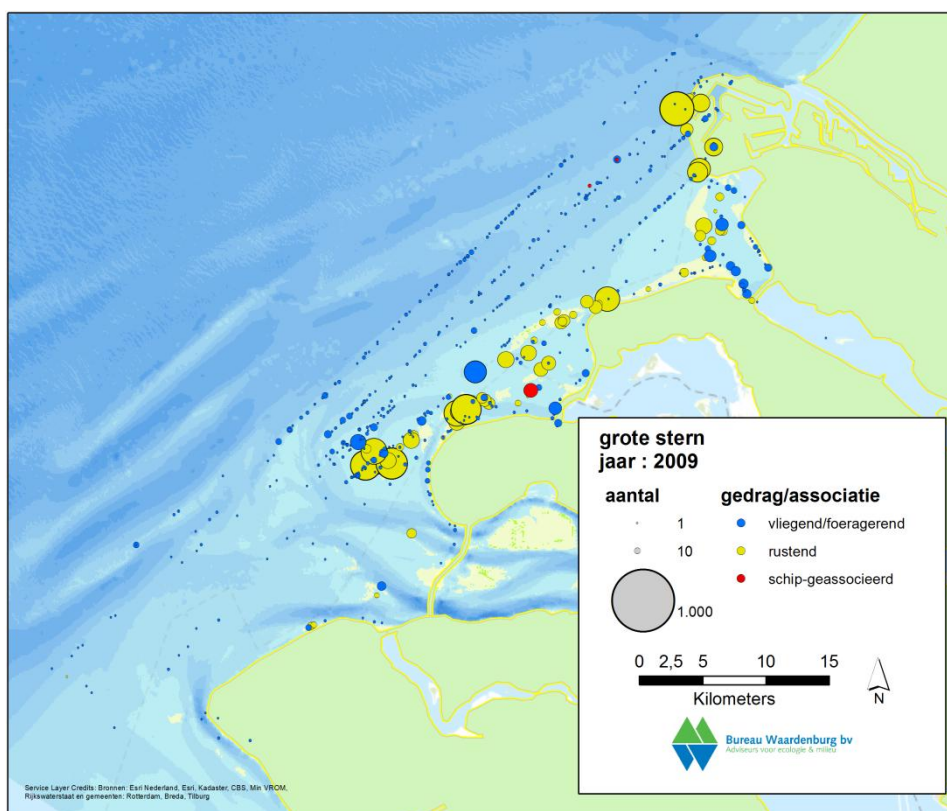 grote stern
jaar : 2009
aantal
1
10
1.000
gedrag/associatie
vliegend/foeragerend
rustend
schip-geassocieerd
0 2,5 5 10 15
Kilometers
N
Bureau Waardenburg bv
Adviseurs voor ecologie & milieu
Service Layer Credits: Bronnen: Esri Nederland, Esri, Kadaster, CBS, Min VROM,
Rijkswaterstaat en gemeenten: Rotterdam, Breda, Tilburg